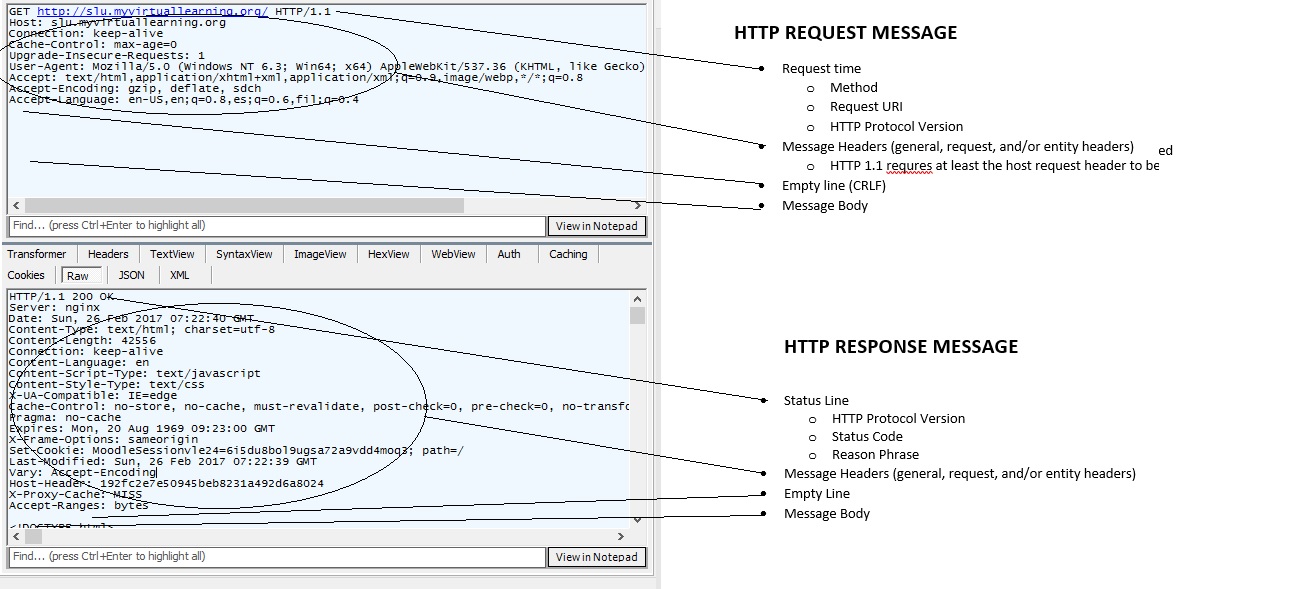 GET http://slu.myvirtuallearning.org/ HTTP/1.1
Host: slu.myvirtuallearning.org
Connection: keep-alive
Cache-Control: max-age=0
Upgrade-Insecure-Requests: 1
User-Agent: Mozilla/5.0 (Windows NT 6.3; Win64; x64) AppleWebKit/537.36 (KHTML, like Gecko)
Accept: text/html,application/xhtml+xml,application/xml;q=0.9,image/webp,*/*;q=0.8
Accept-Encoding: gzip, deflate, sdch
Accept-Language: en-US,en;q=0.8,es;q=0.6,fil;q=0.4
Find... (press Ctrl+Enter to highlight all)
View in Notepad
Transformer Headers TextView SyntaxView ImageView HexView WebView Auth Caching
Cookies Raw JSON XML
HTTP/1.1 200 OK
Server: nginx
Date: Sun, 26 Feb 2017 07:22:40 GMT
Content-Type: text/html; charset=utf-8
Content-Length: 42556
Connection: keep-alive
Content-Language: en
Content-Script-Type: text/javascript
Content-Style-Type: text/css
X-UA-Compatible: IE=edge
Cache-Control: no-store, no-cache, must-revalidate, post-check=0, pre-check=0, no-transfo
Pragma: no-cache
Expires: Mon, 20 Aug 1969 09:23:00 GMT
X-Frame-Options: sameorigin
Set-Cookie: MoodleSessionvle24=6i5du8bol9ugsa72a9vdd4moq3; path=/
Last-Modified: Sun, 26 Feb 2017 07:22:39 GMT
Vary: Accept-Encoding
Host-Header: 192fc2e7e50945beb8231a492d6a8024
X-Proxy-Cache: MISS
Accept-Ranges: bytes
<!DOCTYPE html>
Find... (press Ctrl+Enter to highlight all)
View in Notepad
HTTP REQUEST MESSAGE
Request time
Method
Request URI
HTTP Protocol Version
Message Headers (general, request, and/or entity headers)
ed
HTTP 1.1 requres at least the host request header to be
Empty line (CRLF)
Message Body
HTTP RESPONSE MESSAGE
Status Line
HTTP Protocol Version
Status Code
Reason Phrase
Message Headers (general, request, and/or entity headers)
Empty Line
Message Body